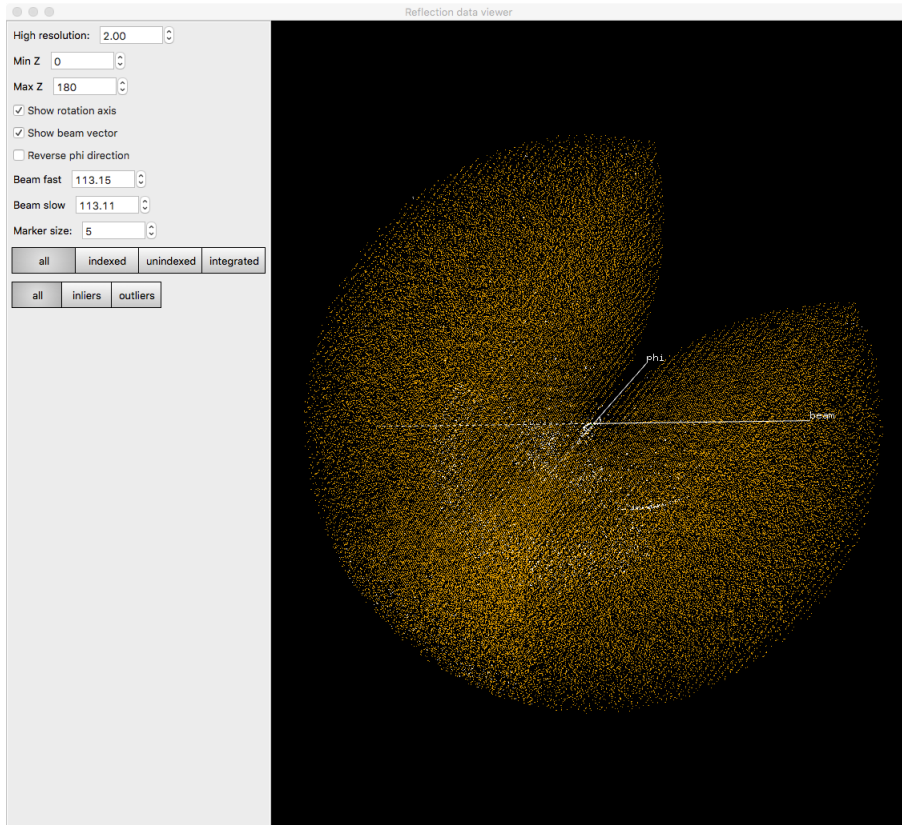 Reflection data viewer
High resolution: 2.00
Min Z 0
Max Z 180
Show rotation axis
Show beam vector
Reverse phi direction
Beam fast 113.15
Beam slow 113.11
Marker size: 5
all indexed unindexed integrated
all inliers outliers
phi
beam